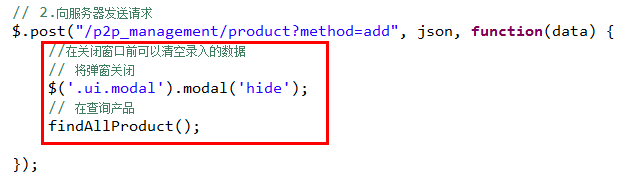 // 2.向服务器发送请求
$.post("/p2p_management/product?method=add", json, function(data) {
//在关闭窗口前可以清空录入的数据
// 将弹窗关闭
$('.ui.modal').modal('hide');
// 在查询产品
findAllProduct();
});